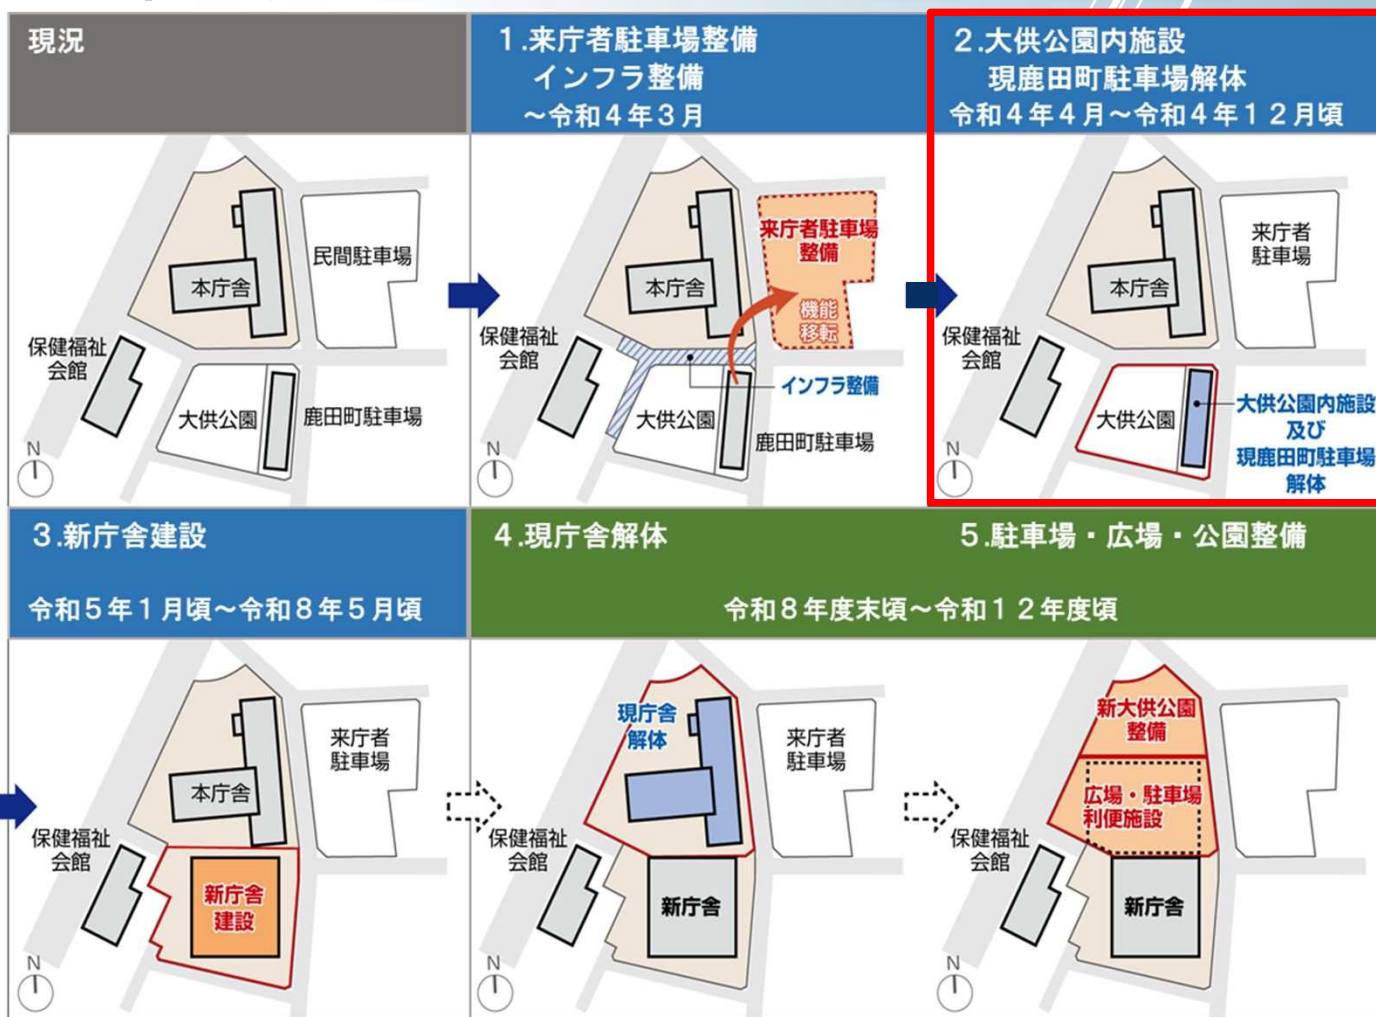 現況
1.来庁者駐車場整備
インフラ整備
～令和４年３月
2.大供公園内施設
現鹿田町駐車場解体
令和４年４月～令和４年１２月頃
民間駐車場
本庁舎
保健福祉
会館
大供公園
鹿田町駐車場
N
来庁者駐車場
整備
本庁舎
機能
移転
保健福祉
会館
インフラ整備
大供公園
鹿田町駐車場
N
来庁者
駐車場
本庁舎
保健福祉
会館
大供公園
大供公園内施設
及び
現鹿田町駐車場
解体
N
3.新庁舎建設
令和５年１月頃～令和８年５月頃
4.現庁舎解体
5.駐車場・広場・公園整備
令和８年度末頃～令和１２年度頃
来庁者
駐車場
本庁舎
保健福祉
会館
新庁舎
建設
N
現庁舎
解体
来庁者
駐車場
新庁舎
N
新大供公園
整備
広場・駐車場
利便施設
保健福祉
会館
新庁舎
N